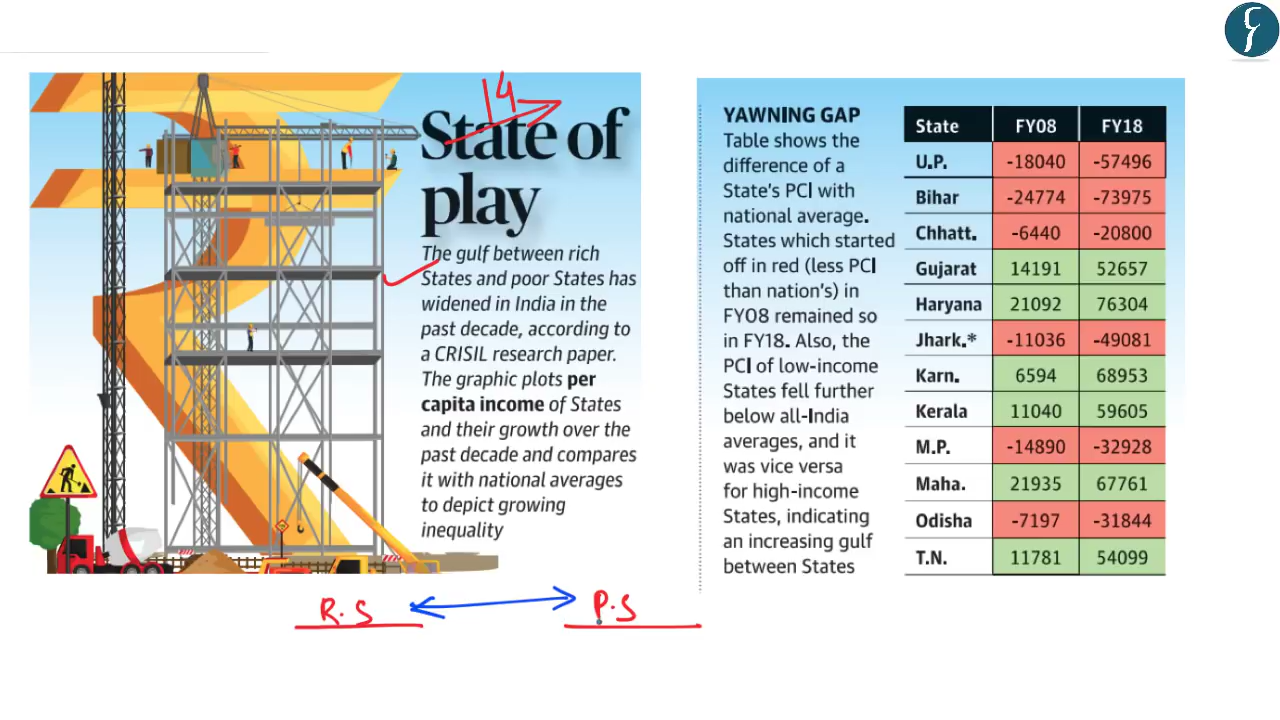 14
State of
play
The gulf between rich
States and poor States has
widened in India in the
past decade, according to
a CRISIL research paper.
The graphic plots per
capita income of States
and their growth over the
past decade and compares
it with national averages
to depict growing
inequality
R.S
P.S
YAWNING GAP
Table shows the
difference of a
State's PCI with
national average.
States which started
off in red (less PCI
than nation's) in
FY08 remained so
in FY18. Also, the
PCI of low-income
States fell further
below all-India
averages, and it
was vice versa
for high-income
States, indicating
an increasing gulf
between States
State FY08 FY18
U.P. -18040 -57496
Bihar -24774 -73975
Chhatt. -6440 -20800
Gujarat 14191 52657
Haryana 21092 76304
Jhark.* -11036 -49081
Karn. 6594 68953
Kerala 11040 59605
M.P. -14890 -32928
Maha. 21935 67761
Odisha -7197 -31844
T.N. 11781 54099